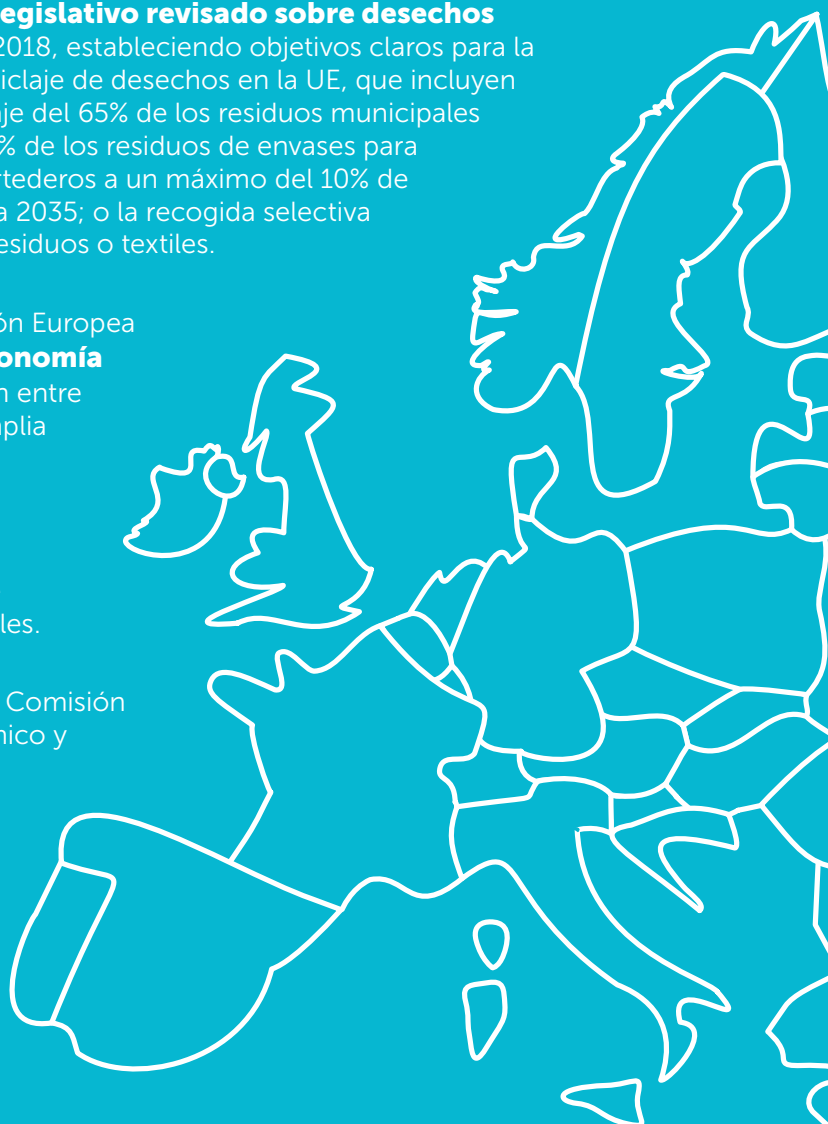 egislativo revisado sobre desechos
2018, estableciendo objetivos claros para la
iclaje de desechos en la UE, que incluyen
aje del 65% de los residuos municipales
% de los residuos de envases para
rtederos a un máximo del 10% de
a 2035; o la recogida selectiva
esiduos o textiles.
ón Europea
onomía
n entre
nplia
les.
Comisión
nico y